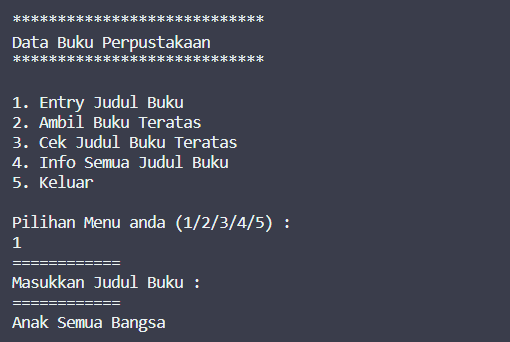 ****************************
Data Buku Perpustakaan
****************************
1. Entry Judul Buku
2. Ambil Buku Teratas
3. Cek Judul Buku Teratas
4. Info Semua Judul Buku
5. Keluar
Pilihan Menu anda (1/2/3/4/5) :
1
============
Masukkan Judul Buku :
============
Anak Semua Bangsa